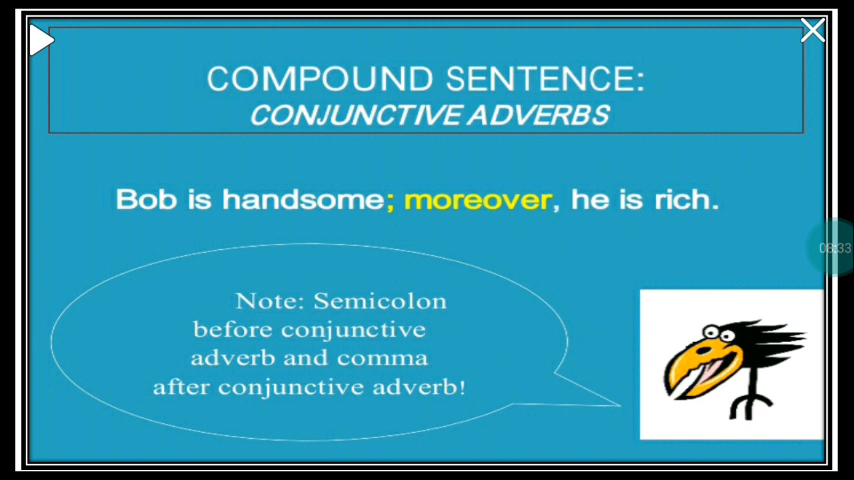 COMPOUND SENTENCE:
CONJUNCTIVE ADVERBS
Bob is handsome; moreover, he is rich.
Note: Semicolon
before conjunctive
adverb and comma
after conjunctive adverb!
08:33